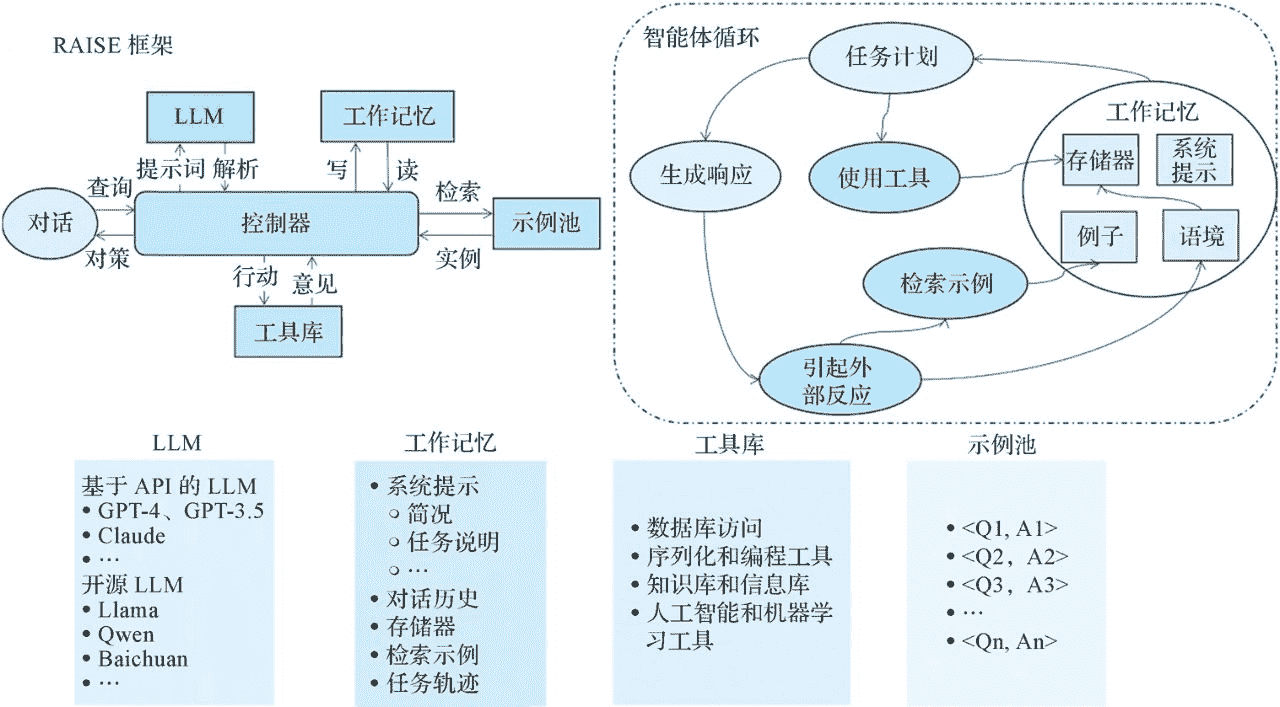 RAISE 框架
LLM
工作记忆
提示词
解析
写
读
查询
检索
对话
控制器
示例池
对策
实例
行动
意见
工具库
智能体循环
任务计划
工作记忆
存储器
系统
提示
生成响应
使用工具
例子
语境
检索示例
引起外
部反应
LLM
基于 API 的 LLM
• GPT-4、GPT-3.5
• Claude
• …
开源 LLM
• Llama
• Qwen
• Baichuan
• …
工作记忆
• 系统提示
○ 简况
○ 任务说明
○ …
• 对话历史
• 存储器
• 检索示例
• 任务轨迹
工具库
• 数据库访问
• 序列化和编程工具
• 知识库和信息库
• 人工智能和机器学
习工具
示例池
• <Q1, A1>
• <Q2，A2>
• <Q3，A3>
• …
• <Qn, An>